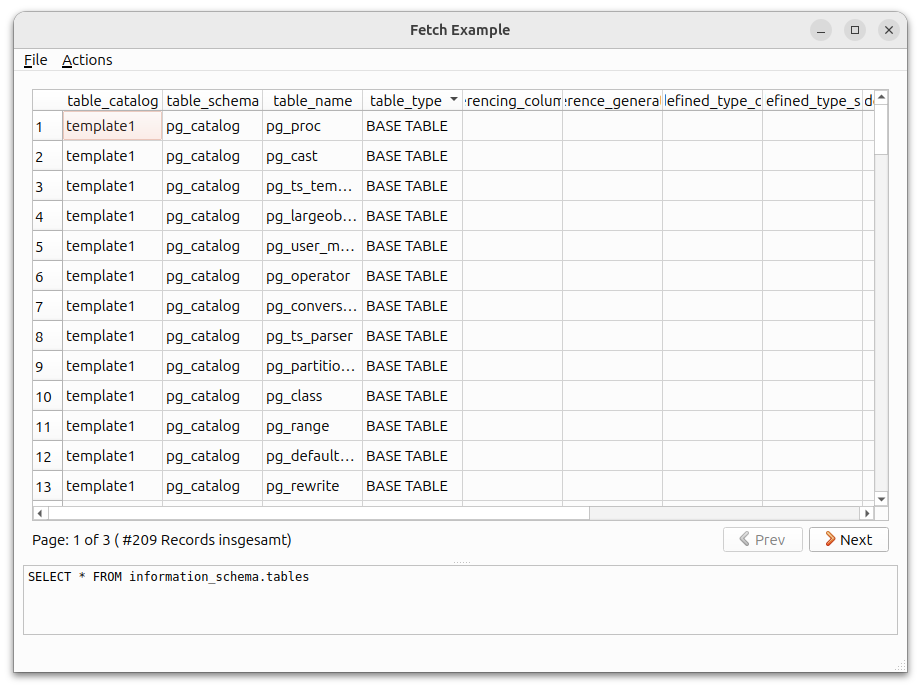 Fetch Example
File Actions
table_catalog table_schema table_name table_type rencing_colum rence_genera efined_type_c efined_type_s
1 template1 pg_catalog pg_proc BASE TABLE
2 template1 pg_catalog pg_cast BASE TABLE
3 template1 pg_catalog pg_ts_tem... BASE TABLE
4 template1 pg_catalog pg_largeob... BASE TABLE
5 template1 pg_catalog pg_user_m... BASE TABLE
6 template1 pg_catalog pg_operator BASE TABLE
7 template1 pg_catalog pg_convers... BASE TABLE
8 template1 pg_catalog pg_ts_parser BASE TABLE
9 template1 pg_catalog pg_partitio... BASE TABLE
10 template1 pg_catalog pg_class BASE TABLE
11 template1 pg_catalog pg_range BASE TABLE
12 template1 pg_catalog pg_default... BASE TABLE
13 template1 pg_catalog pg_rewrite BASE TABLE
Page: 1 of 3 ( #209 Records insgesamt) Prev Next
SELECT * FROM information_schema.tables